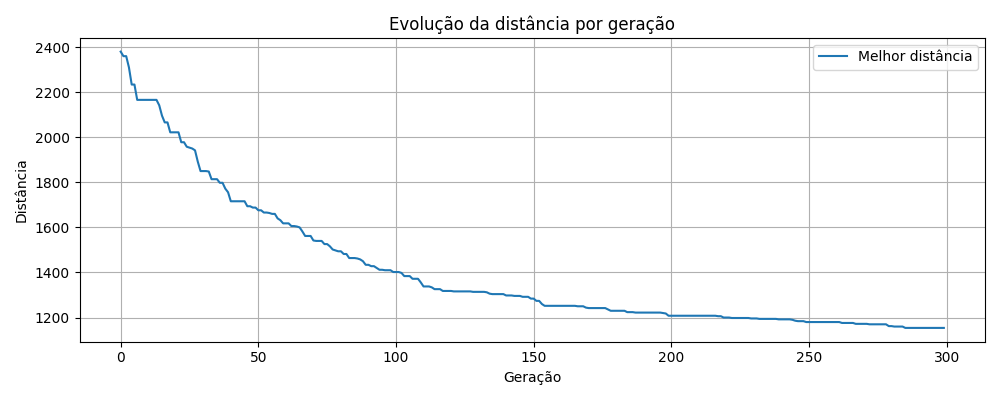 Evolução da distância por geração
Melhor distância
Distância
2400
2200
2000
1800
1600
1400
1200
0 50 100 150 200 250 300
Geração